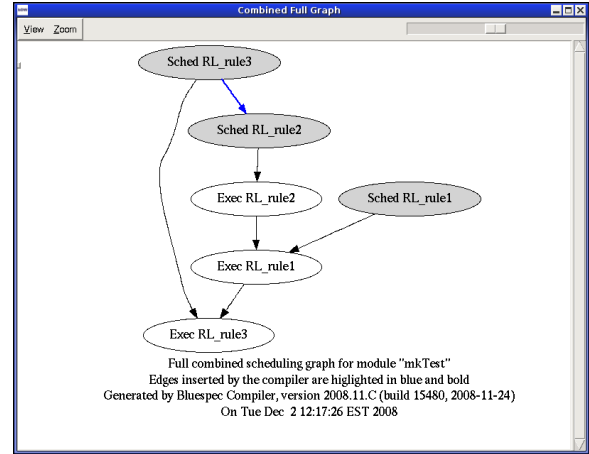 Combined Full Graph
View Zoom
Sched RL_rule3
Sched RL_rule2
Exec RL_rule2
Sched RL_rule1
Exec RL_rule1
Exec RL_rule3
Full combined scheduling graph for module "mkTest"
Edges inserted by the compiler are higlighted in blue and bold
Generated by Bluespec Compiler, version 2008.11.C (build 15480, 2008-11-24)
On Tue Dec 2 12:17:26 EST 2008